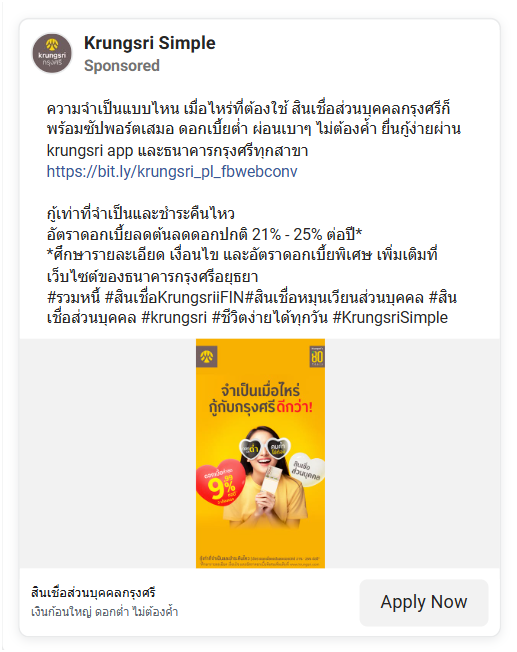 Krungsri Simple
Sponsored
krungsri
กรุงศรี
ความจำเป็นแบบไหน เมื่อไหร่ที่ต้องใช้ สินเชื่อส่วนบุคคลกรุงศรีก็
พร้อมซัปพอร์ตเสมอ ดอกเบี้ยต่ำ ผ่อนเบาๆ ไม่ต้องค้ำ ยื่นกู้ง่ายผ่าน
krungsri app และธนาคารกรุงศรีทุกสาขา
https://bit.ly/krungsri_pl_fbwebconv
กู้เท่าที่จำเป็นและชำระคืนไหว
อัตราดอกเบี้ยลดต้นลดดอกปกติ 21% - 25% ต่อปี*
*ศึกษารายละเอียด เงื่อนไข และอัตราดอกเบี้ยพิเศษ เพิ่มเติมที่
เว็บไซต์ของธนาคารกรุงศรีอยุธยา
#รวมหนี้ #สินเชื่อKrungsriiFIN#สินเชื่อหมุนเวียนส่วนบุคคล #สิน
เชื่อส่วนบุคคล #krungsri #ชีวิตง่ายได้ทุกวัน #KrungsriSimple
จำเป็นเมื่อไหร่
กู้กับกรุงศรีดีกว่า!
9.99
%
สินเชื่อ
ส่วนบุคคล
สินเชื่อส่วนบุคคลกรุงศรี
เงินก้อนใหญ่ ดอกต่ำ ไม่ต้องค้ำ
Apply Now